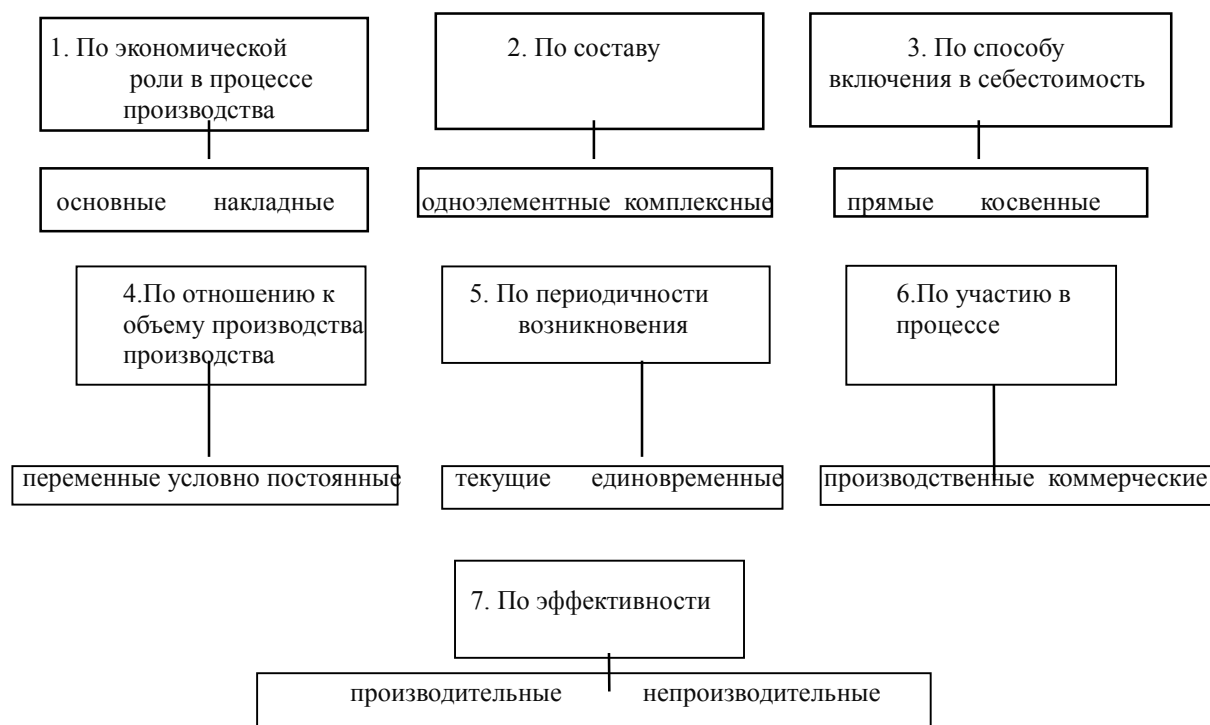 1. По экономической
роли в процессе
производства
2. По составу
3. По способу
включения в себестоимость
основные накладные
одноэлементные комплексные
прямые косвенные
4.По отношению к
объему производства
производства
5. По периодичности
возникновения
6.По участию в
процессе
переменные условно постоянные
текущие единовременные
производственные коммерческие
7. По эффективности
производительные непроизводительные